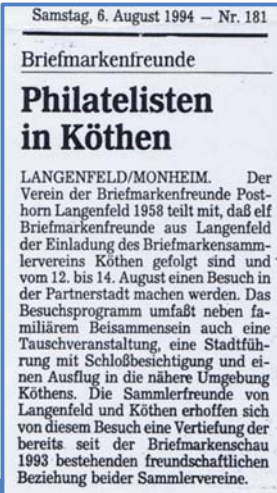 Samstag, 6. August 1994 – Nr. 181
Briefmarkenfreunde
Philatelisten
in Köthen
LANGENFELD/MONHEIM. Der
Verein der Briefmarkenfreunde Post-
horn Langenfeld 1958 teilt mit, daß elf
Briefmarkenfreunde aus Langenfeld
der Einladung des Briefmarkensamm-
lervereins Köthen gefolgt sind und
vom 12. bis 14. August einen Besuch in
der Partnerstadt machen werden. Das
Besuchsprogramm umfaßt neben fa-
miliärem Beisammensein auch eine
Tauschveranstaltung, eine Stadtfüh-
rung mit Schloßbesichtigung und ei-
nen Ausflug in die nähere Umgebung
Köthens. Die Sammlerfreunde von
Langenfeld und Köthen erhoffen sich
von diesem Besuch eine Vertiefung der
bereits seit der Briefmarkenschau
1993 bestehenden freundschaftlichen
Beziehung beider Sammlervereine.